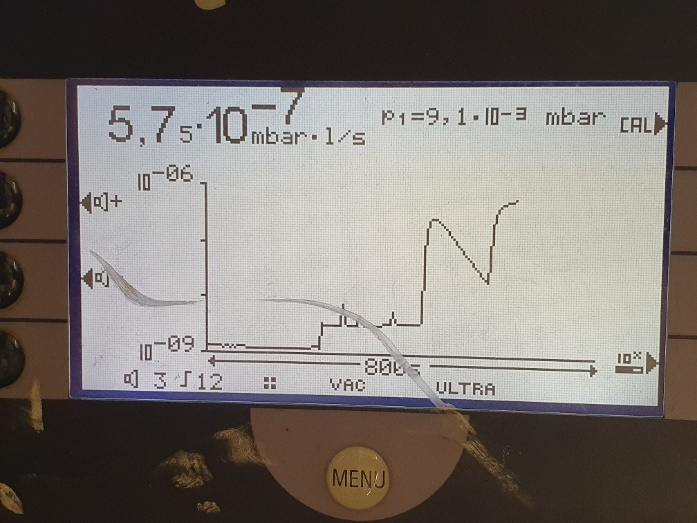 5,75·10⁻⁷ mbar·l/s
p1=9,1·10⁻³ mbar
CAL
10⁻⁰⁶
+
10⁻⁰⁹
800s
10ˣ
3 12
VAC
ULTRA
MENU